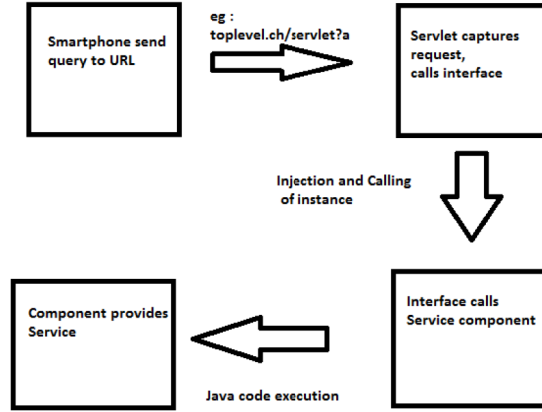 Smartphone send
query to URL
eg :
toplevel.ch/servlet?a
Servlet captures
request,
calls interface
Injection and Calling
of instance
Interface calls
Service component
Java code execution
Component provides
Service